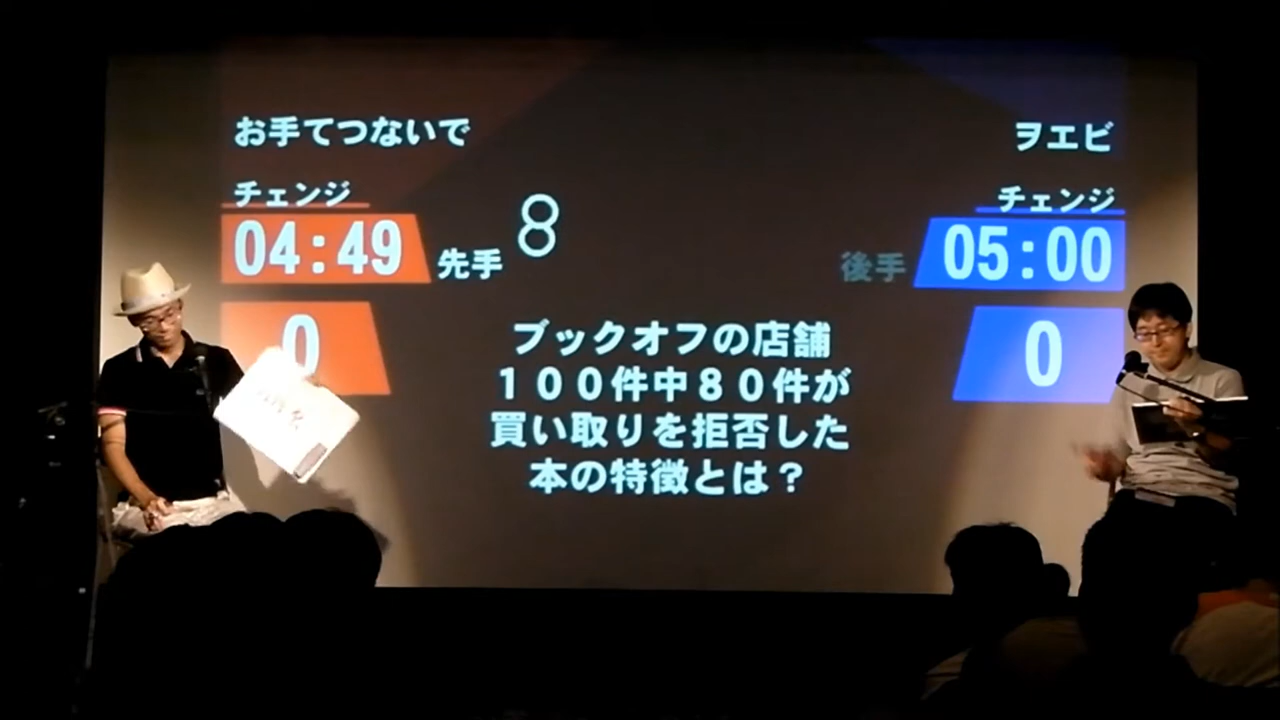 お手てつないで
ヲエビ
チェンジ
チェンジ
04:49
先手
8
後手
05:00
0
0
ブックオフの店舗
100件中80件が
買い取りを拒否した
本の特徴とは?